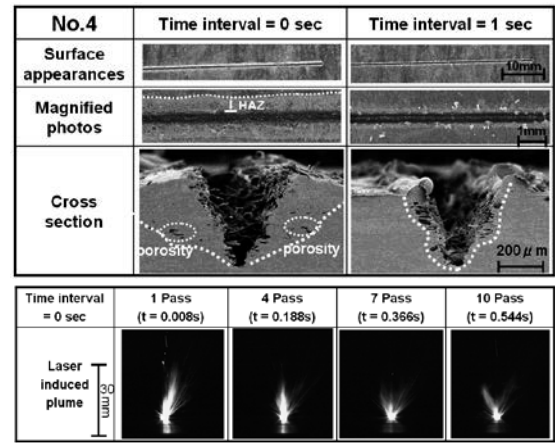 No.4
Time interval = 0 sec
Time interval = 1 sec
Surface
appearances
10mm
Magnified
photos
HAZ
1mm
Cross
section
porosity
porosity
200 μ m
Time interval
= 0 sec
1 Pass
(t = 0.008s)
4 Pass
(t = 0.188s)
7 Pass
(t = 0.366s)
10 Pass
(t = 0.544s)
Laser
induced
plume
30
mm